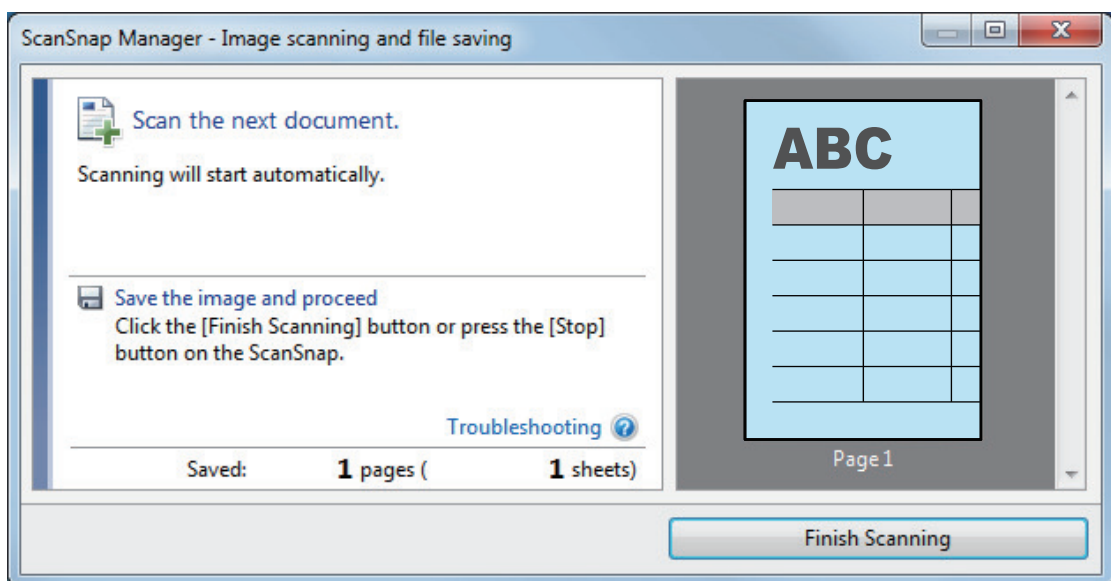 ScanSnap Manager - Image scanning and file saving
Scan the next document.
Scanning will start automatically.
Save the image and proceed
Click the [Finish Scanning] button or press the [Stop]
button on the ScanSnap.
Troubleshooting
Saved: 1 pages ( 1 sheets)
ABC
Page 1
Finish Scanning